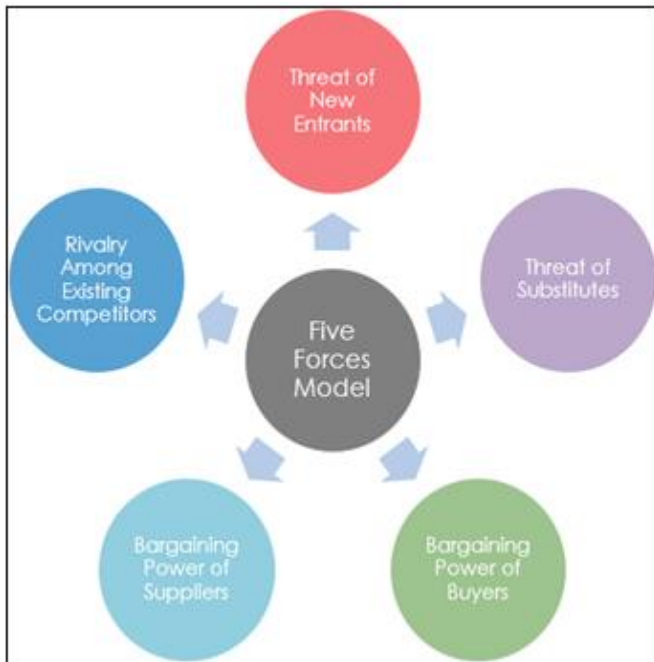 Threat of
New
Entrants
Rivalry
Among
Existing
Competitors
Threat of
Substitutes
Five
Forces
Model
Bargaining
Power of
Suppliers
Bargaining
Power of
Buyers